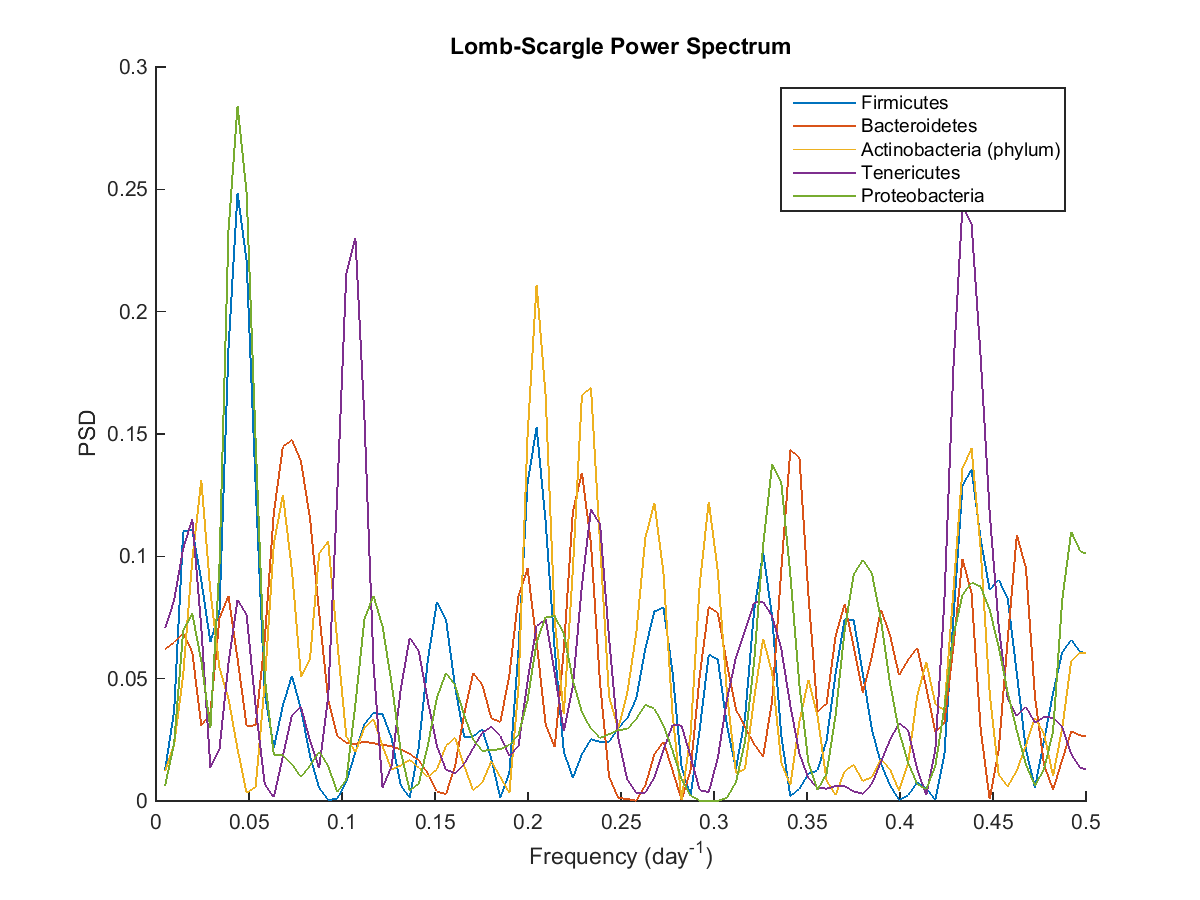 Lomb-Scargle Power Spectrum
Firmicutes
Bacteroidetes
Actinobacteria (phylum)
Tenericutes
Proteobacteria
PSD
0.3
0.25
0.2
0.15
0.1
0.05
0
0 0.05 0.1 0.15 0.2 0.25 0.3 0.35 0.4 0.45 0.5
Frequency (day⁻¹)